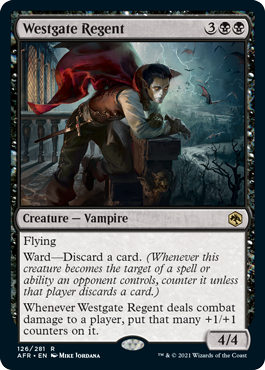 Westgate Regent 3
Creature — Vampire
Flying
Ward—Discard a card. (Whenever this
creature becomes the target of a spell or
ability an opponent controls, counter it unless
that player discards a card.)
Whenever Westgate Regent deals combat
damage to a player, put that many +1/+1
counters on it.
4/4
126/281 R
AFR • EN Mike Jordana ™ & © 2021 Wizards of the Coast